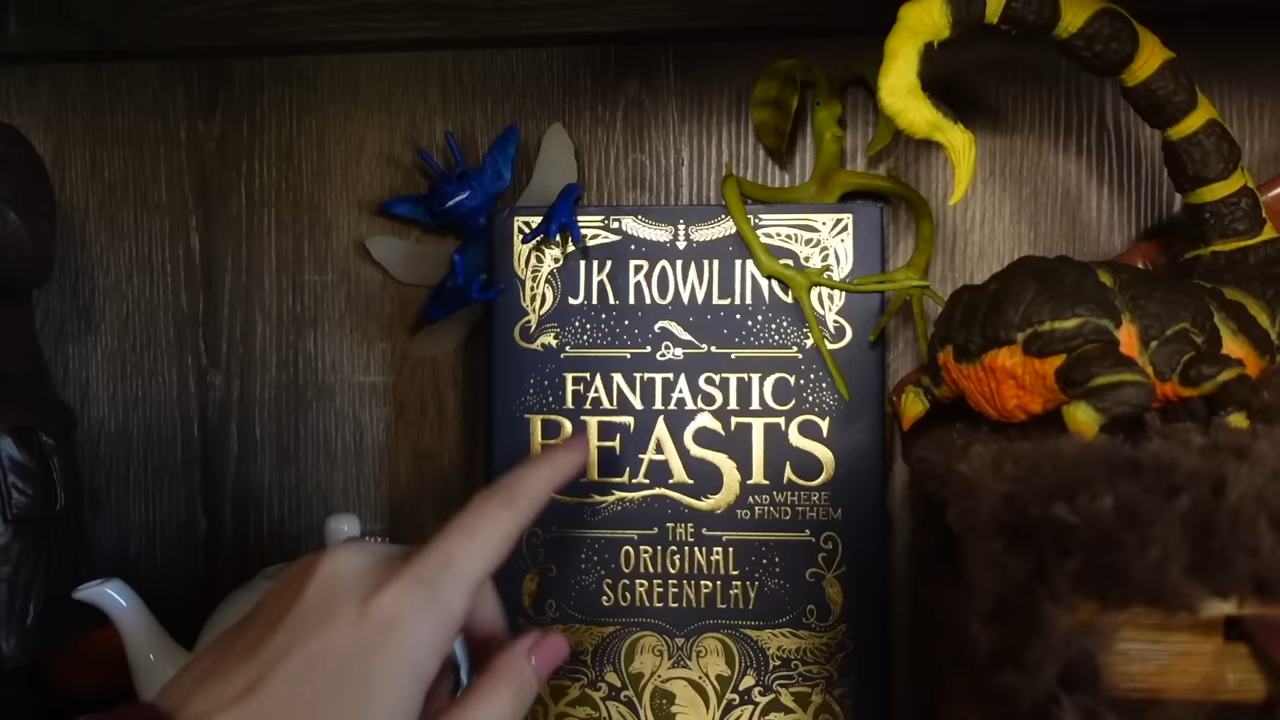 J.K. ROWLING
FANTASTIC
BEASTS
AND WHERE
TO FIND THEM
THE
ORIGINAL
SCREENPLAY